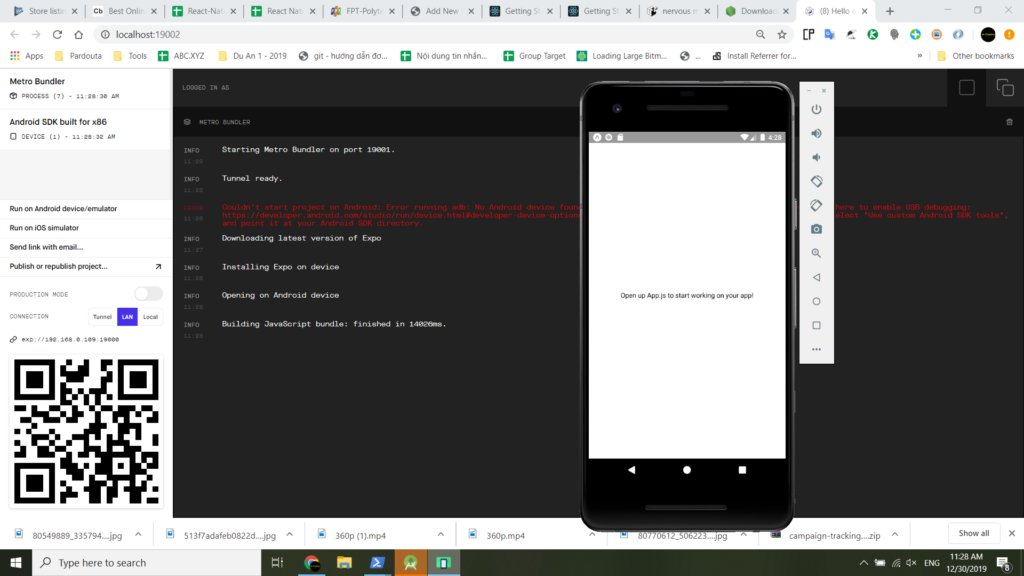 Store listin
Best Onlin
React-Nat
React Nat
FPT-Polyt
Add New
Getting St
Getting St
nervous m
Download
(8) Hello
localhost:19002
Apps
Pardouta
Tools
ABC.XYZ
Du An 1 - 2019
git - hướng dẫn đơ...
Nội dung tin nhắn...
Group Target
Loading Large Bitm...
...
Install Referrer for...
»
Other bookmarks
Metro Bundler
PROCESS (7) - 11:28:30 AM
Android SDK built for x86
DEVICE (1) - 11:28:32 AM
Run on Android device/emulator
Run on iOS simulator
Send link with email...
Publish or republish project...
PRODUCTION MODE
CONNECTION
Tunnel
LAN
Local
exp://192.168.0.109:19000
LOGGED IN AS
METRO BUNDLER
INFO
Starting Metro Bundler on port 19001.
INFO
Tunnel ready.
Couldn't start project on Android: Error running adb: No Android device foun
here to enable USB debugging:
https://developer.android.com/studio/run/device.html#developer-device-option
elect "Use custom Android SDK tools",
and point it at your Android SDK directory.
INFO
Downloading latest version of Expo
11:27
INFO
Installing Expo on device
INFO
Opening on Android device
INFO
Building JavaScript bundle: finished in 14026ms.
4:28
Open up App.js to start working on your app!
80549889_335794....jpg
513f7adafeb0822d....jpg
360p (1).mp4
360p.mp4
80770612_506223....jpg
campaign-tracking....zip
Show all
Type here to search
ENG
11:28 AM
12/30/2019
8